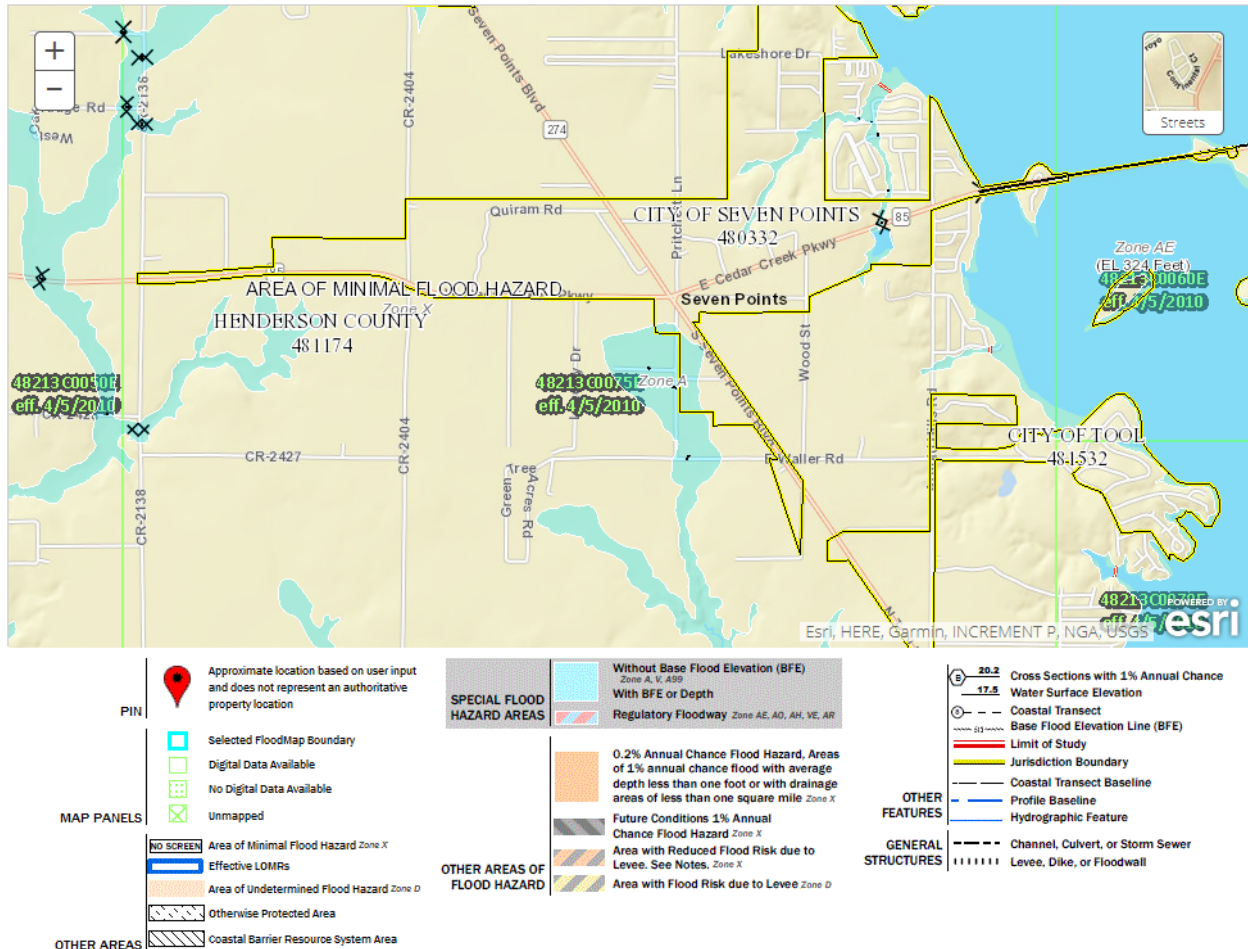 +
−
Seven Points Blvd
Lakeshore Dr
CR-2404
274
Streets
West
Quiram Rd
Pritchett Ln
CITY OF SEVEN POINTS
480332
85
E Cedar Creek Pkwy
Zone AE
(EL 324 Feet)
48213C0060E
eff. 4/5/2010
AREA OF MINIMAL FLOOD HAZARD
Pkwy
Zone X
Seven Points
HENDERSON COUNTY
481174
S Seven Points Blvd
Wood St
48213C0050E
eff. 4/5/2010
48213C0075E
eff. 4/5/2010
Zone A
CR-2404
CITY OF TOOL
481532
CR-2427
E Waller Rd
Green Tree
Acres Rd
CR-2138
POWERED BY
esri
Esri, HERE, Garmin, INCREMENT P, NGA, USGS
PIN
Approximate location based on user input
and does not represent an authoritative
property location
MAP PANELS
Selected FloodMap Boundary
Digital Data Available
No Digital Data Available
Unmapped
OTHER AREAS
NO SCREEN Area of Minimal Flood Hazard Zone X
Effective LOMRs
Area of Undetermined Flood Hazard Zone D
Otherwise Protected Area
Coastal Barrier Resource System Area
SPECIAL FLOOD
HAZARD AREAS
Without Base Flood Elevation (BFE)
Zone A, V, A99
With BFE or Depth
Regulatory Floodway Zone AE, AO, AH, VE, AR
OTHER AREAS OF
FLOOD HAZARD
0.2% Annual Chance Flood Hazard, Areas
of 1% annual chance flood with average
depth less than one foot or with drainage
areas of less than one square mile Zone X
Future Conditions 1% Annual
Chance Flood Hazard Zone X
Area with Reduced Flood Risk due to
Levee. See Notes. Zone X
Area with Flood Risk due to Levee Zone D
OTHER
FEATURES
B 20.2 Cross Sections with 1% Annual Chance
17.5 Water Surface Elevation
8 Coastal Transect
513 Base Flood Elevation Line (BFE)
Limit of Study
Jurisdiction Boundary
Coastal Transect Baseline
Profile Baseline
Hydrographic Feature
GENERAL
STRUCTURES
Channel, Culvert, or Storm Sewer
Levee, Dike, or Floodwall